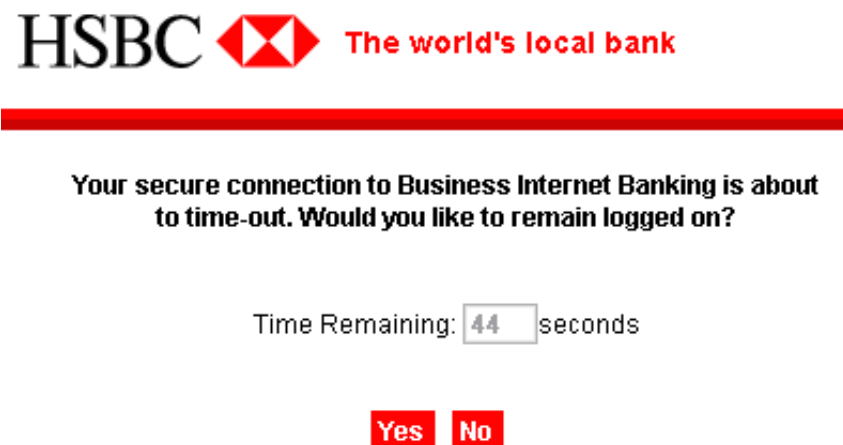 HSBC The world's local bank
Your secure connection to Business Internet Banking is about
to time-out. Would you like to remain logged on?
Time Remaining: 44 seconds
Yes No